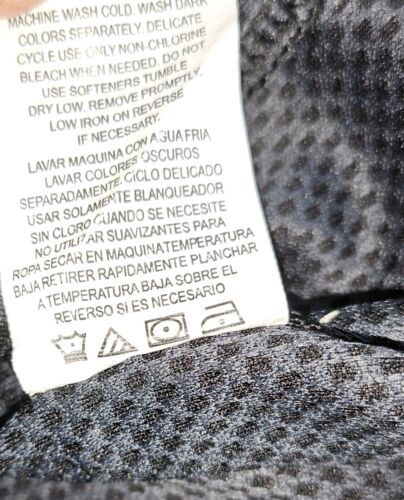 MACHINE WASH COLD. WASH DARK
COLORS SEPARATELY. DELICATE
CYCLE USE ONLY NON-CHLORINE
BLEACH WHEN NEEDED. DO NOT
USE SOFTENERS TUMBLE
DRY LOW. REMOVE PROMPTLY.
LOW IRON ON REVERSE
IF NECESSARY.
LAVAR MAQUINA CON AGUA FRIA
LAVAR COLORES OSCUROS
SEPARADAMENTE. CICLO DELICADO
USAR SOLAMENTE BLANQUEADOR
SIN CLORO CUANDO SE NECESITE
NO UTILIZAR SUAVIZANTES PARA
ROPA SECAR EN MAQUINA TEMPERATURA
BAJA RETIRER RAPIDAMENTE PLANCHAR
A TEMPERATURA BAJA SOBRE EL
REVERSO SI ES NECESARIO